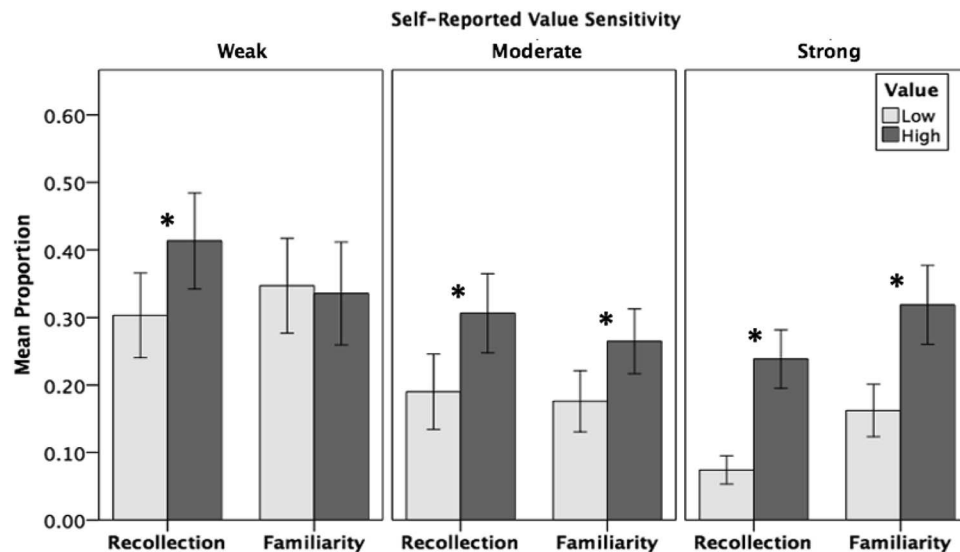 Self-Reported Value Sensitivity
Weak
Moderate
Strong
Value
Low
High
Mean Proportion
0.60
0.50
0.40
0.30
0.20
0.10
0.00
*
*
*
*
*
Recollection Familiarity
Recollection Familiarity
Recollection Familiarity